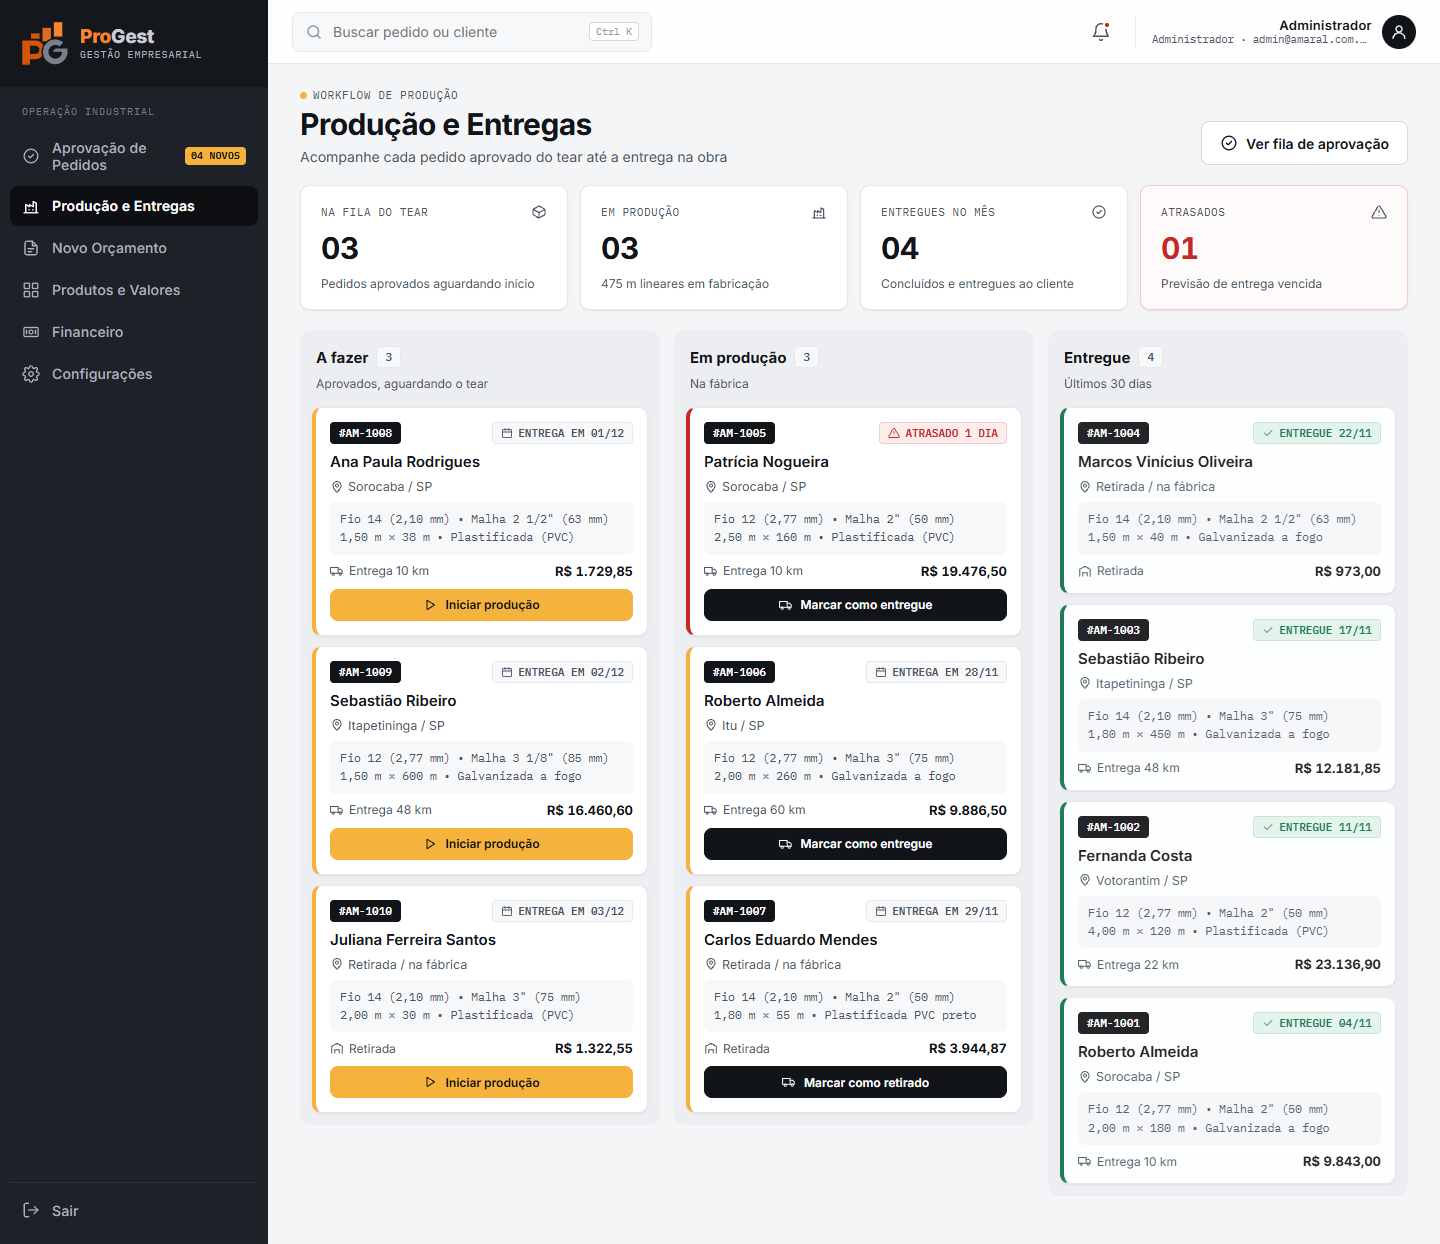 ProGest
GESTÃO EMPRESARIAL
OPERAÇÃO INDUSTRIAL
Aprovação de Pedidos
04 NOVOS
Produção e Entregas
Novo Orçamento
Produtos e Valores
Financeiro
Configurações
Sair
Buscar pedido ou cliente
Ctrl K
Administrador
Administrador · admin@amaral.com.…
WORKFLOW DE PRODUÇÃO
Produção e Entregas
Acompanhe cada pedido aprovado do tear até a entrega na obra
Ver fila de aprovação
NA FILA DO TEAR
03
Pedidos aprovados aguardando início
EM PRODUÇÃO
03
475 m lineares em fabricação
ENTREGUES NO MÊS
04
Concluídos e entregues ao cliente
ATRASADOS
01
Previsão de entrega vencida
A fazer 3
Aprovados, aguardando o tear
#AM-1008 ENTREGA EM 01/12
Ana Paula Rodrigues
Sorocaba / SP
Fio 14 (2,10 mm) • Malha 2 1/2" (63 mm)
1,50 m × 38 m • Plastificada (PVC)
Entrega 10 km R$ 1.729,85
Iniciar produção
#AM-1009 ENTREGA EM 02/12
Sebastião Ribeiro
Itapetininga / SP
Fio 12 (2,77 mm) • Malha 3 1/8" (85 mm)
1,50 m × 600 m • Galvanizada a fogo
Entrega 48 km R$ 16.460,60
Iniciar produção
#AM-1010 ENTREGA EM 03/12
Juliana Ferreira Santos
Retirada / na fábrica
Fio 14 (2,10 mm) • Malha 3" (75 mm)
2,00 m × 30 m • Plastificada (PVC)
Retirada R$ 1.322,55
Iniciar produção
Em produção 3
Na fábrica
#AM-1005 ATRASADO 1 DIA
Patrícia Nogueira
Sorocaba / SP
Fio 12 (2,77 mm) • Malha 2" (50 mm)
2,50 m × 160 m • Plastificada (PVC)
Entrega 10 km R$ 19.476,50
Marcar como entregue
#AM-1006 ENTREGA EM 28/11
Roberto Almeida
Itu / SP
Fio 12 (2,77 mm) • Malha 3" (75 mm)
2,00 m × 260 m • Galvanizada a fogo
Entrega 60 km R$ 9.886,50
Marcar como entregue
#AM-1007 ENTREGA EM 29/11
Carlos Eduardo Mendes
Retirada / na fábrica
Fio 14 (2,10 mm) • Malha 2" (50 mm)
1,80 m × 55 m • Plastificada PVC preto
Retirada R$ 3.944,87
Marcar como retirado
Entregue 4
Últimos 30 dias
#AM-1004 ENTREGUE 22/11
Marcos Vinícius Oliveira
Retirada / na fábrica
Fio 14 (2,10 mm) • Malha 2 1/2" (63 mm)
1,50 m × 40 m • Galvanizada a fogo
Retirada R$ 973,00
#AM-1003 ENTREGUE 17/11
Sebastião Ribeiro
Itapetininga / SP
Fio 14 (2,10 mm) • Malha 3" (75 mm)
1,80 m × 450 m • Galvanizada a fogo
Entrega 48 km R$ 12.181,85
#AM-1002 ENTREGUE 11/11
Fernanda Costa
Votorantim / SP
Fio 12 (2,77 mm) • Malha 2" (50 mm)
4,00 m × 120 m • Plastificada (PVC)
Entrega 22 km R$ 23.136,90
#AM-1001 ENTREGUE 04/11
Roberto Almeida
Sorocaba / SP
Fio 12 (2,77 mm) • Malha 2" (50 mm)
2,00 m × 180 m • Galvanizada a fogo
Entrega 10 km R$ 9.843,00